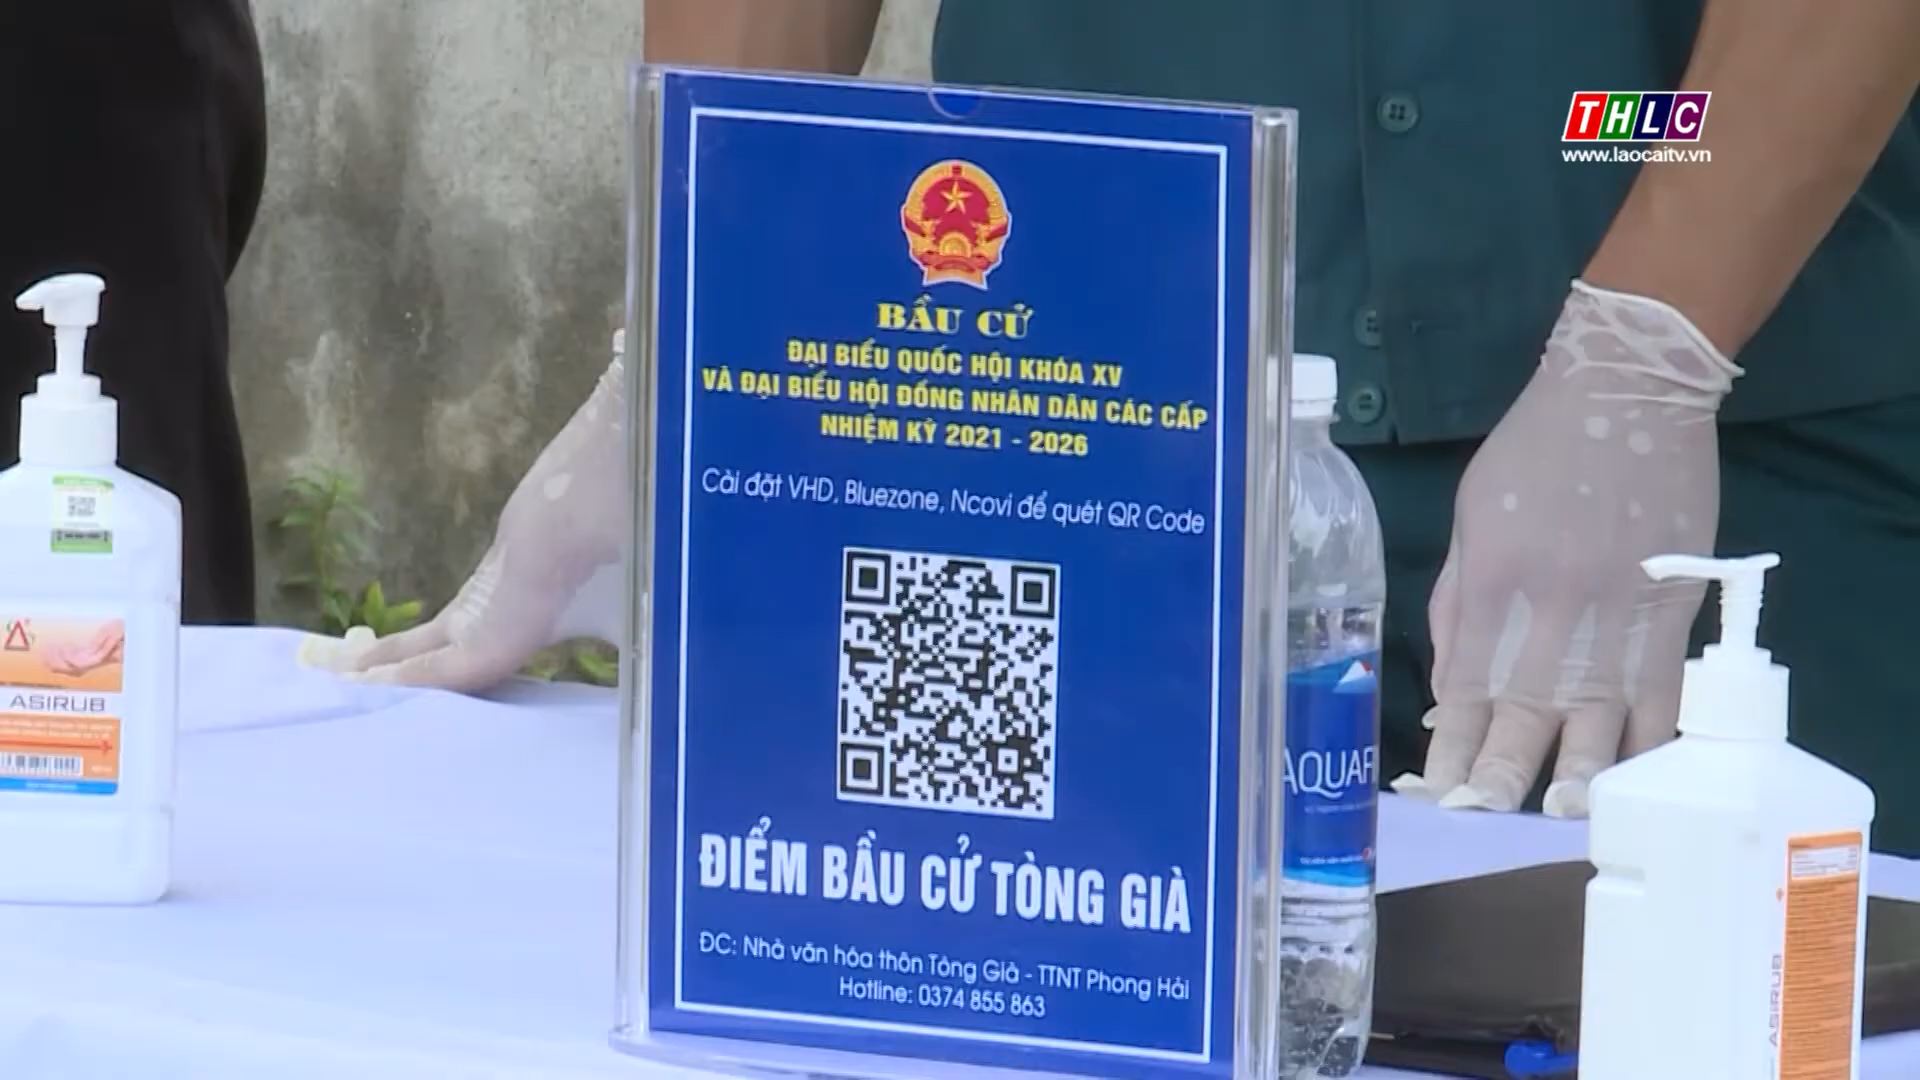 THLC
www.laocaitv.vn
BẦU CỬ
ĐẠI BIỂU QUỐC HỘI KHÓA XV
VÀ ĐẠI BIỂU HỘI ĐỒNG NHÂN DÂN CÁC CẤP
NHIỆM KỲ 2021 - 2026
Cài đặt VHD, Bluezone, Ncovi để quét QR Code
ĐIỂM BẦU CỬ TÒNG GIÀ
ĐC: Nhà văn hóa thôn Tòng Già - TTNT Phong Hải
Hotline: 0374 855 863
ASIRUB
AQUAFI
ASIRUB